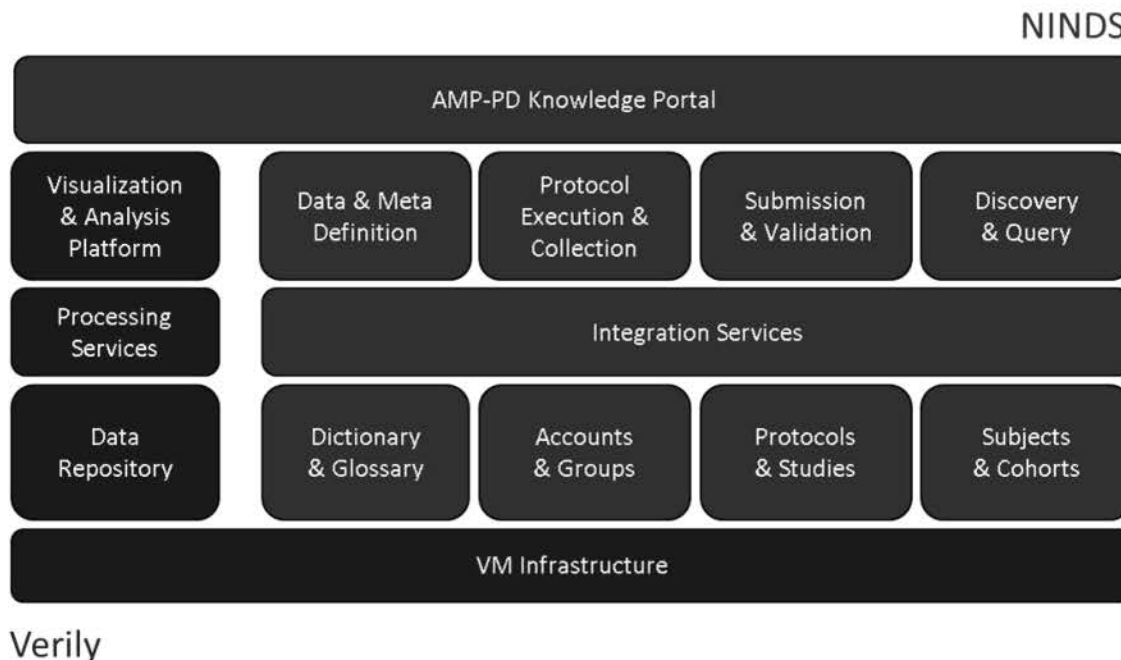 NINDS
AMP-PD Knowledge Portal
Visualization
& Analysis
Platform
Data & Meta
Definition
Protocol
Execution &
Collection
Submission
& Validation
Discovery
& Query
Processing
Services
Integration Services
Data
Repository
Dictionary
& Glossary
Accounts
& Groups
Protocols
& Studies
Subjects
& Cohorts
VM Infrastructure
Verily